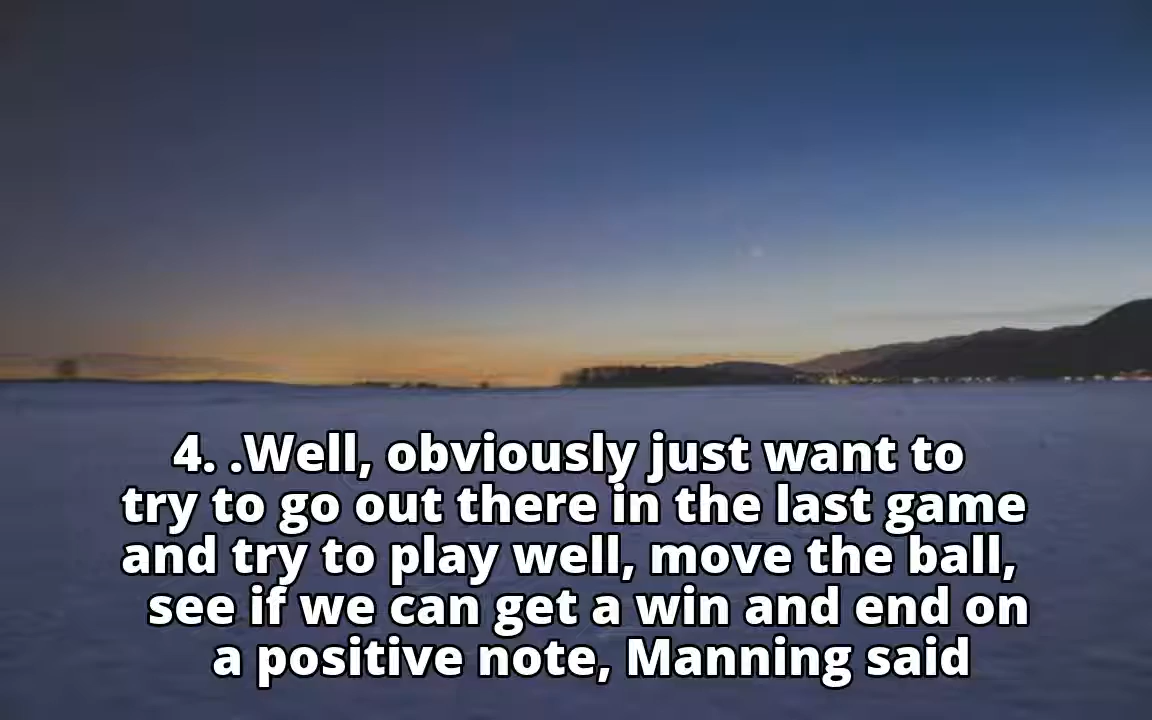 4. .Well, obviously just want to
try to go out there in the last game
and try to play well, move the ball,
see if we can get a win and end on
a positive note, Manning said